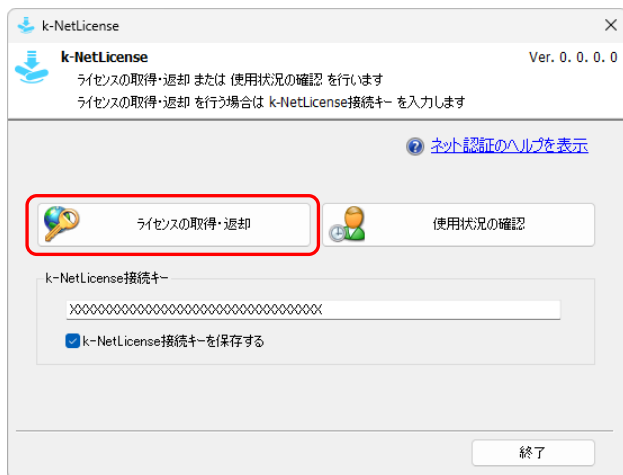 k-NetLicense
k-NetLicense Ver. 0. 0. 0. 0
ライセンスの取得・返却 または 使用状況の確認 を行います
ライセンスの取得・返却 を行う場合は k-NetLicense接続キー を入力します
ネット認証のヘルプを表示
ライセンスの取得・返却 使用状況の確認
k-NetLicense接続キー
XXXXXXXXXXXXXXXXXXXXXXXXXXXXXXXX
k-NetLicense接続キーを保存する
終了